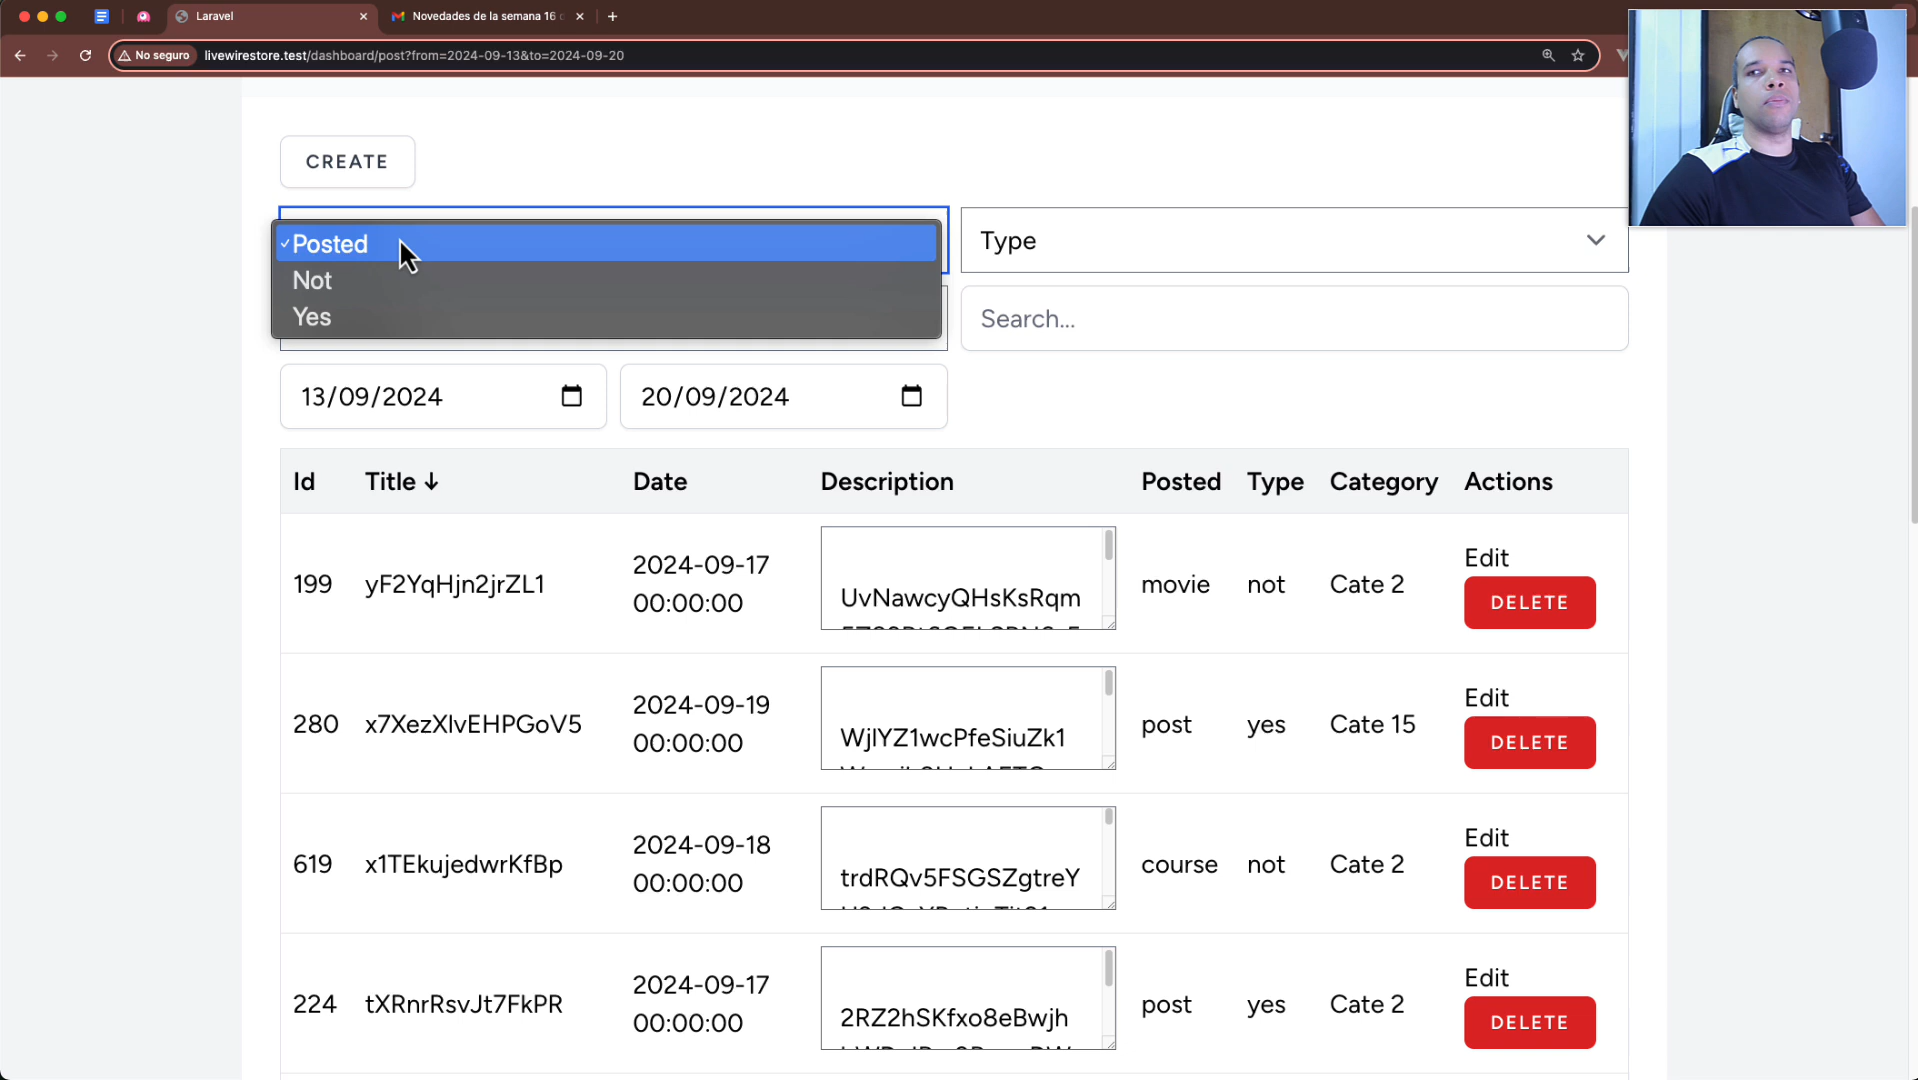 Laravel
Novedades de la semana 16
No seguro
livewirestore.test/dashboard/post?from=2024-09-13&to=2024-09-20
CREATE
Posted
Not
Yes
Type
Search...
13/09/2024
20/09/2024
Id Title ↓ Date Description Posted Type Category Actions
199 yF2YqHjn2jrZL1 2024-09-17 00:00:00 UvNawcyQHsKsRqm movie not Cate 2 Edit
DELETE
280 x7XezXlvEHPGoV5 2024-09-19 00:00:00 WjlYZ1wcPfeSiuZk1 post yes Cate 15 Edit
DELETE
619 x1TEkujedwrKfBp 2024-09-18 00:00:00 trdRQv5FSGSZgtreY course not Cate 2 Edit
DELETE
224 tXRnrRsvJt7FkPR 2024-09-17 00:00:00 2RZ2hSKfxo8eBwjh post yes Cate 2 Edit
DELETE